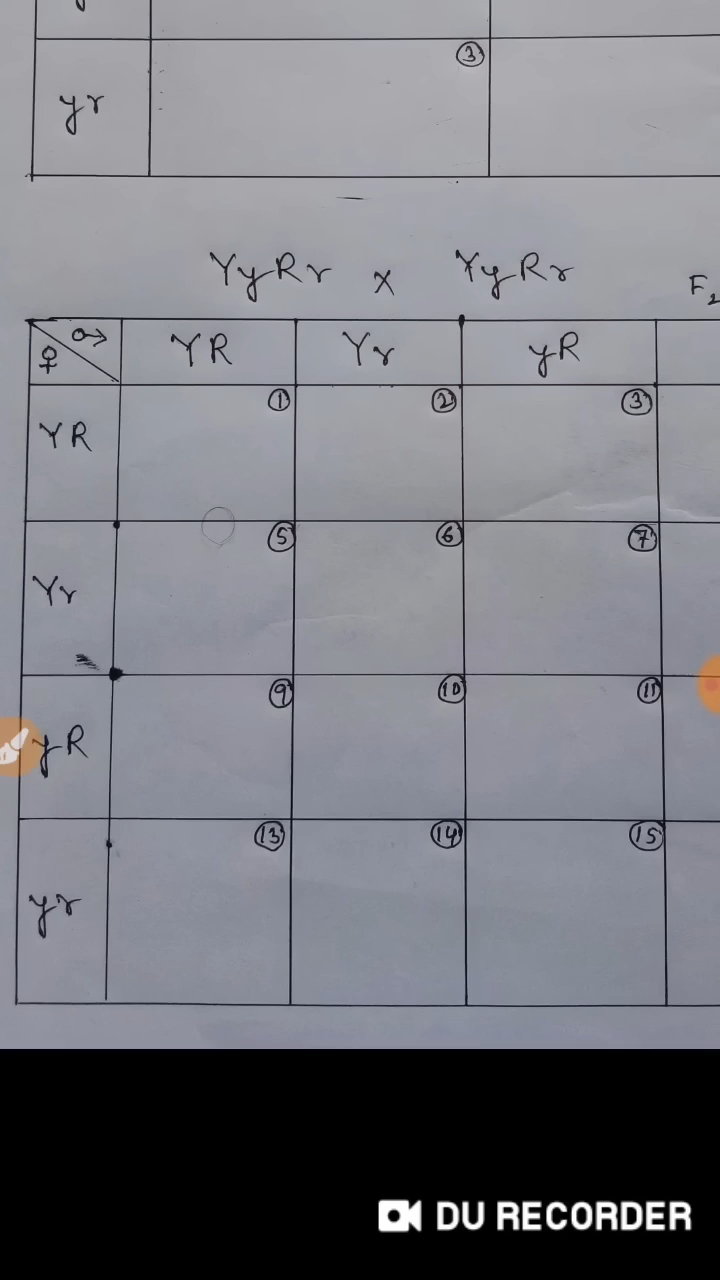 ③
yr
YyRr x YyRr F₂
♀ ♂ YR Yr yR
YR ① ② ③
Yr ⑤ ⑥ ⑦
yR ⑨ ⑩ ⑪
yr ⑬ ⑭ ⑮
DU RECORDER